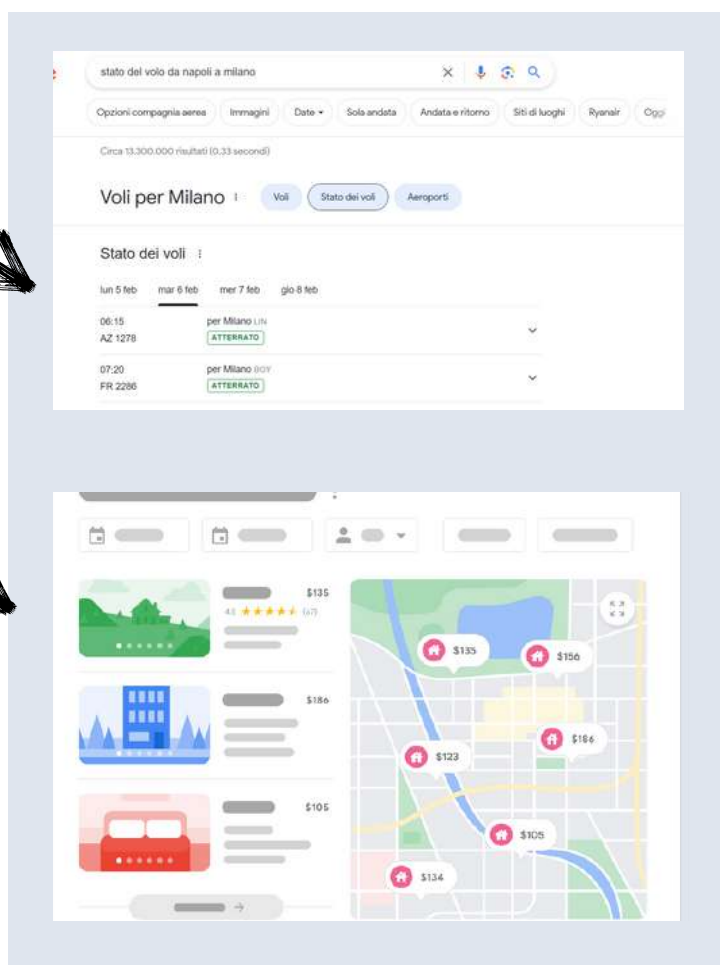 stato del volo da napoli a milano
Opzioni compagnia aerea Immagini Date Sola andata Andata e ritorno Siti di luoghi Ryanair Oggi
Circa 13.300.000 risultati (0,33 secondi)
Voli per Milano Voli Stato dei voli Aeroporti
Stato dei voli
lun 5 feb mar 6 feb mer 7 feb gio 8 feb
06:15 per Milano LIN
AZ 1278 ATTERRATO
07:20 per Milano BGY
FR 2286 ATTERRATO
$135
(67)
$186
$105
$135
$156
$186
$123
$105
$134